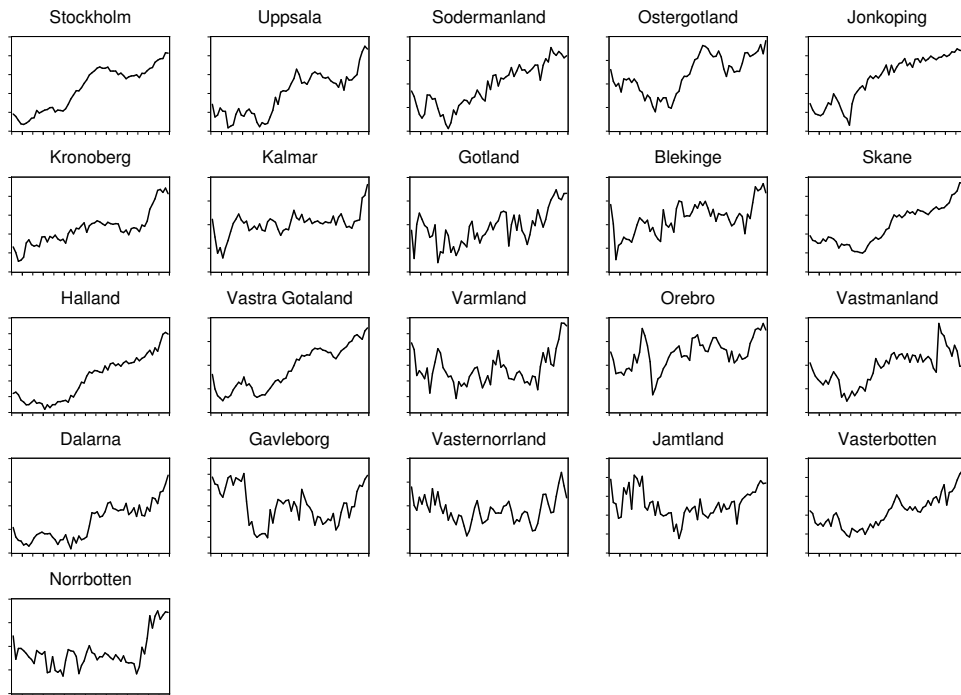 Stockholm
Uppsala
Sodermanland
Ostergotland
Jonkoping
Kronoberg
Kalmar
Gotland
Blekinge
Skane
Halland
Vastra Gotaland
Varmland
Orebro
Vastmanland
Dalarna
Gavleborg
Vasternorrland
Jamtland
Vasterbotten
Norrbotten